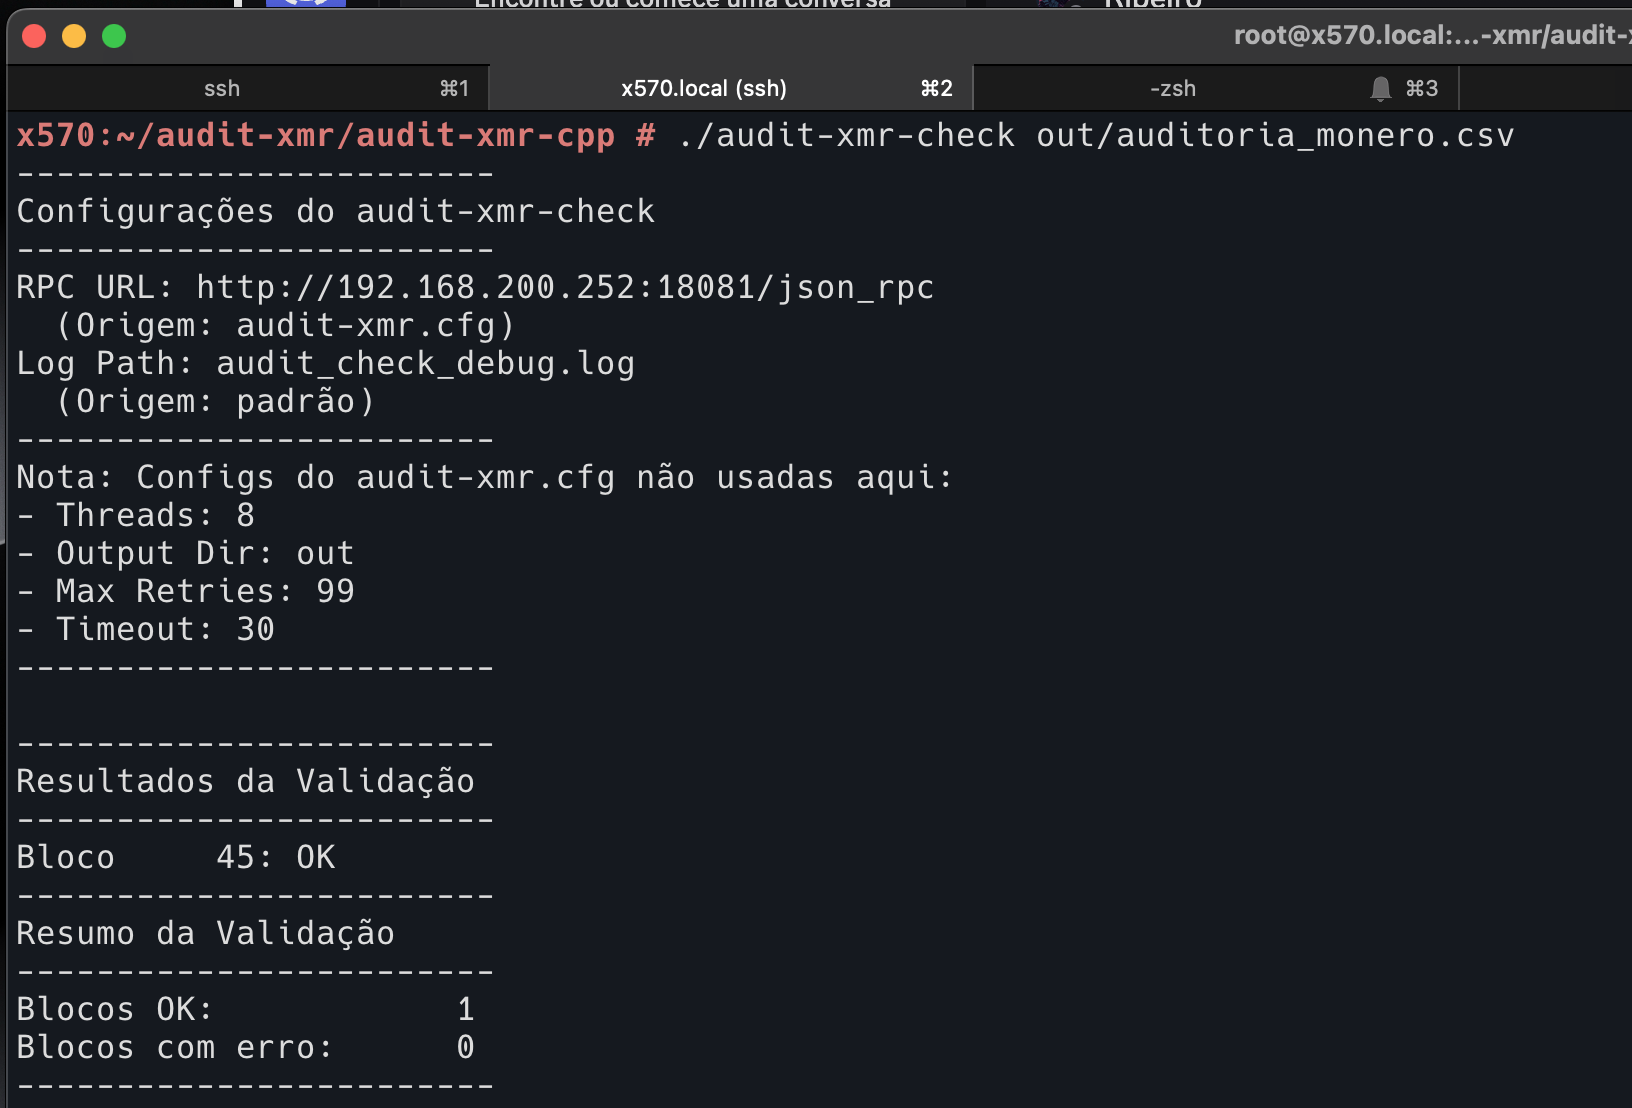 Encontre ou comece uma conversa
Ribeiro
root@x570.local:...-xmr/audit-x
ssh ⌘1 x570.local (ssh) ⌘2 -zsh ⌘3
x570:~/audit-xmr/audit-xmr-cpp # ./audit-xmr-check out/auditoria_monero.csv
------------------------
Configurações do audit-xmr-check
------------------------
RPC URL: http://192.168.200.252:18081/json_rpc
(Origem: audit-xmr.cfg)
Log Path: audit_check_debug.log
(Origem: padrão)
------------------------
Nota: Configs do audit-xmr.cfg não usadas aqui:
- Threads: 8
- Output Dir: out
- Max Retries: 99
- Timeout: 30
------------------------
------------------------
Resultados da Validação
------------------------
Bloco     45: OK
------------------------
Resumo da Validação
------------------------
Blocos OK:            1
Blocos com erro:      0
------------------------